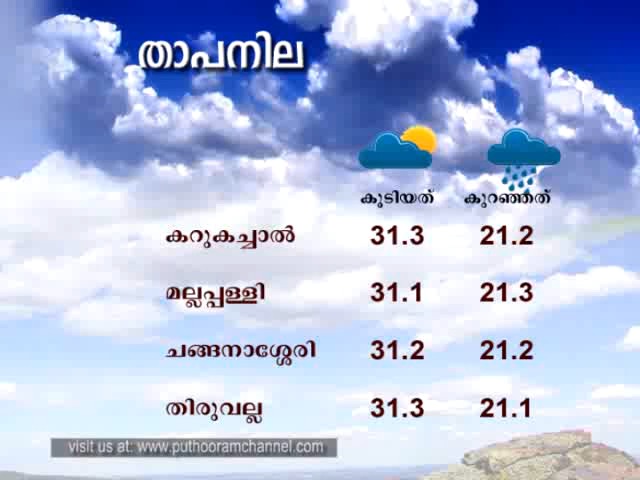 താപനില
കൂടിയത് കുറഞ്ഞത്
കറുകച്ചാൽ 31.3 21.2
മല്ലപ്പള്ളി 31.1 21.3
ചങ്ങനാശ്ശേരി 31.2 21.2
തിരുവല്ല 31.3 21.1
visit us at: www.puthooramchannel.com